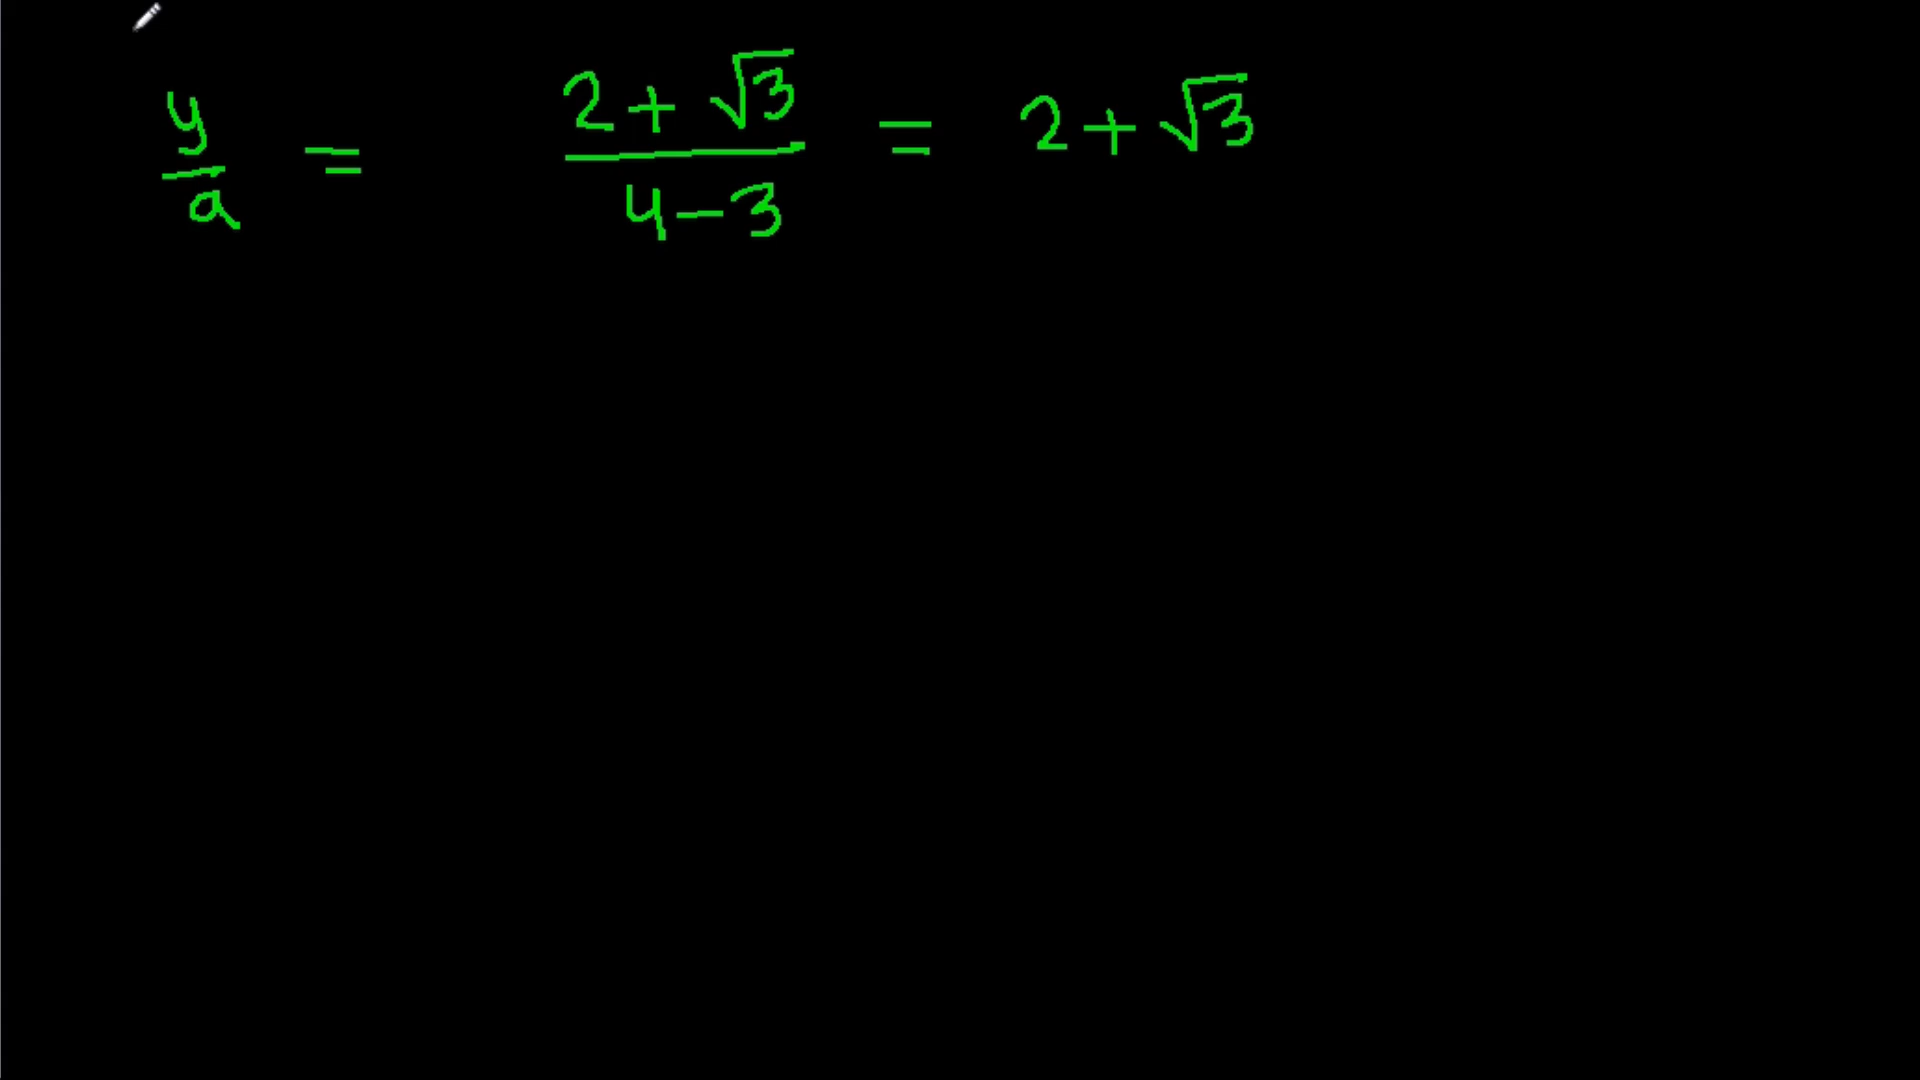 y/a = (2 + √3)/(4 - 3) = 2 + √3